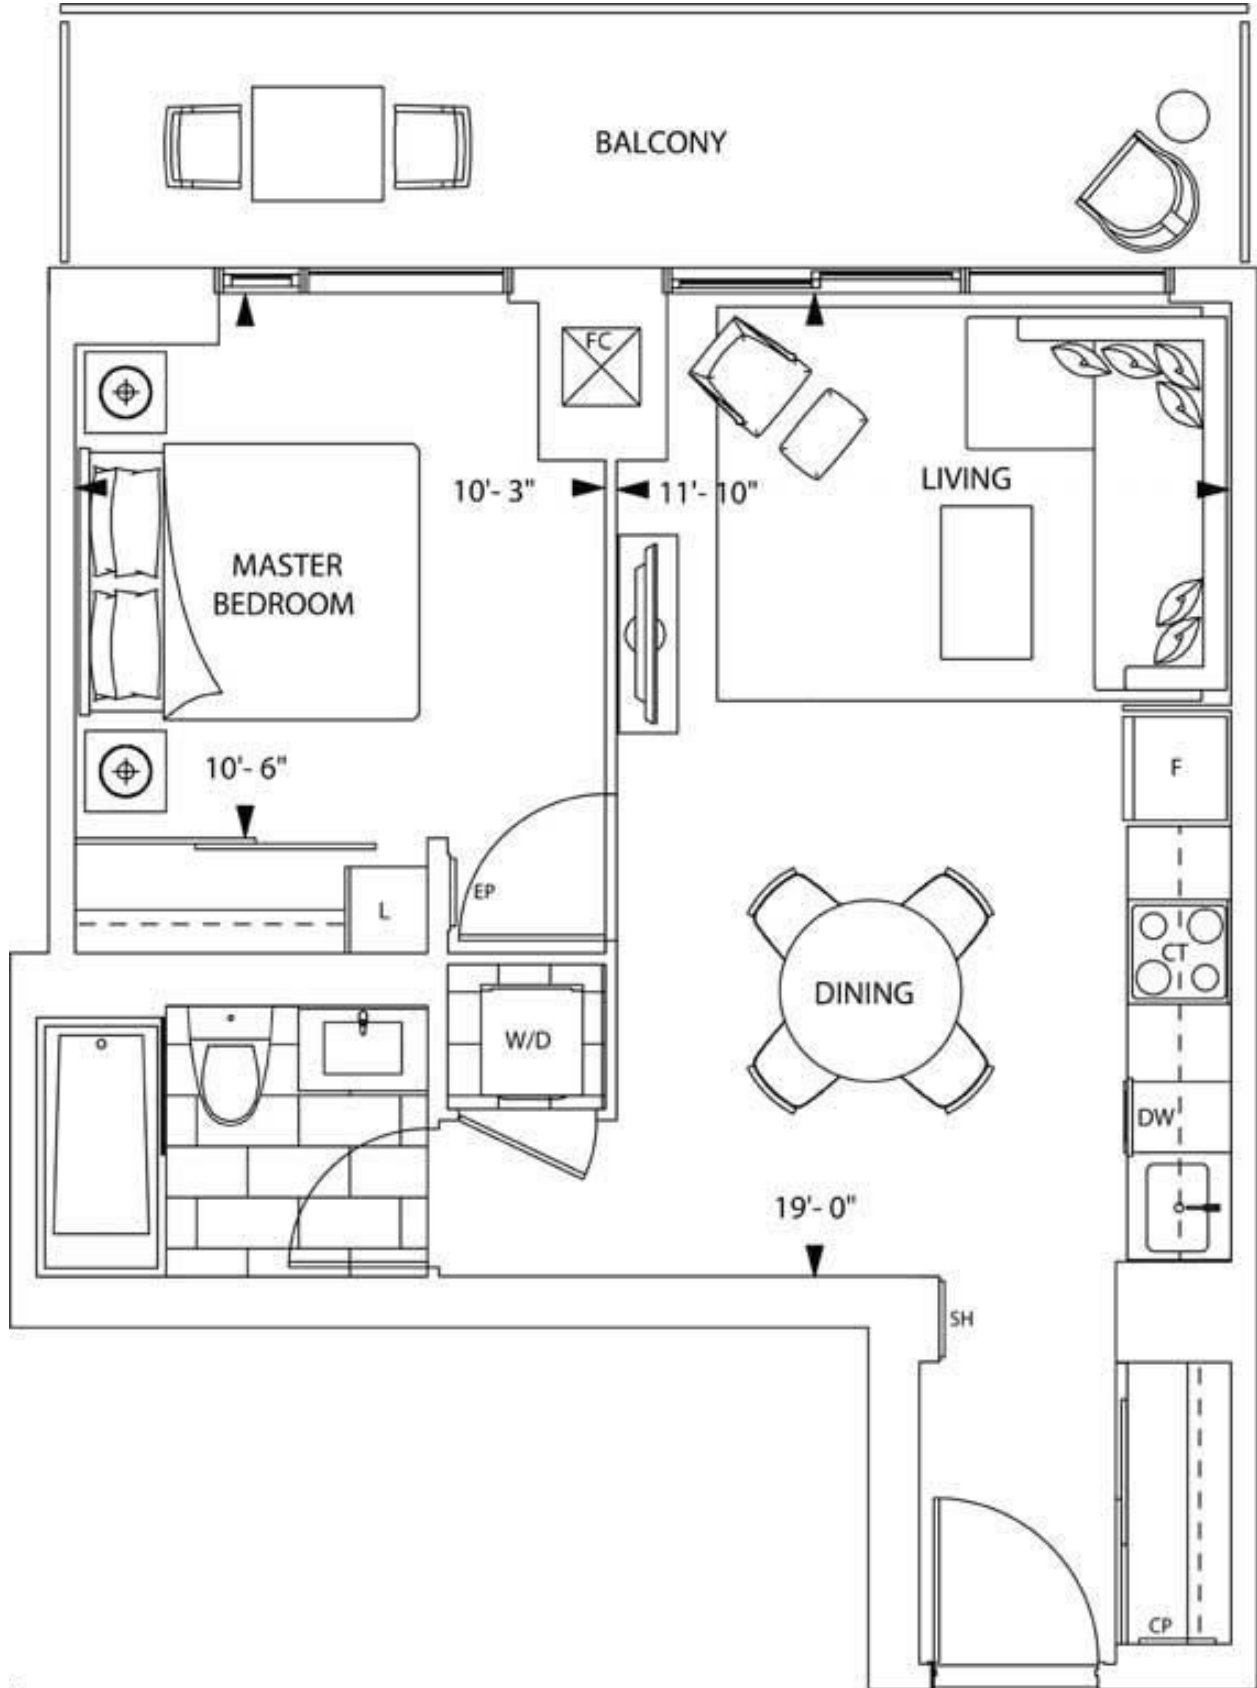 BALCONY
FC
LIVING
10'- 3"
11'- 10"
MASTER
BEDROOM
10'- 6"
F
EP
L
CT
DINING
W/D
DW
19'- 0"
SH
CP